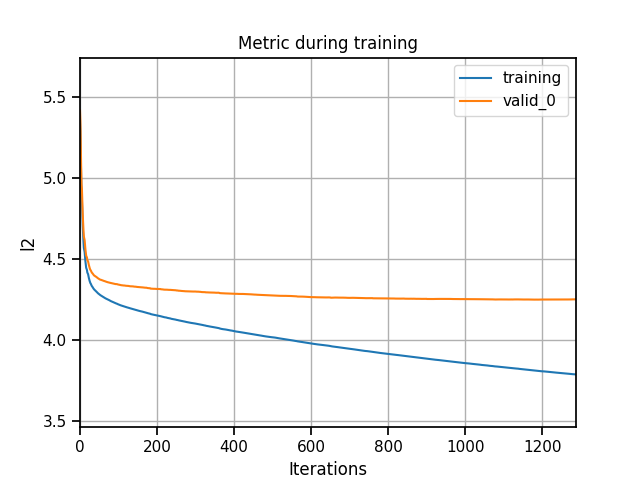 Metric during training
training
valid_0
5.5
5.0
4.5
4.0
3.5
l2
0 200 400 600 800 1000 1200
Iterations